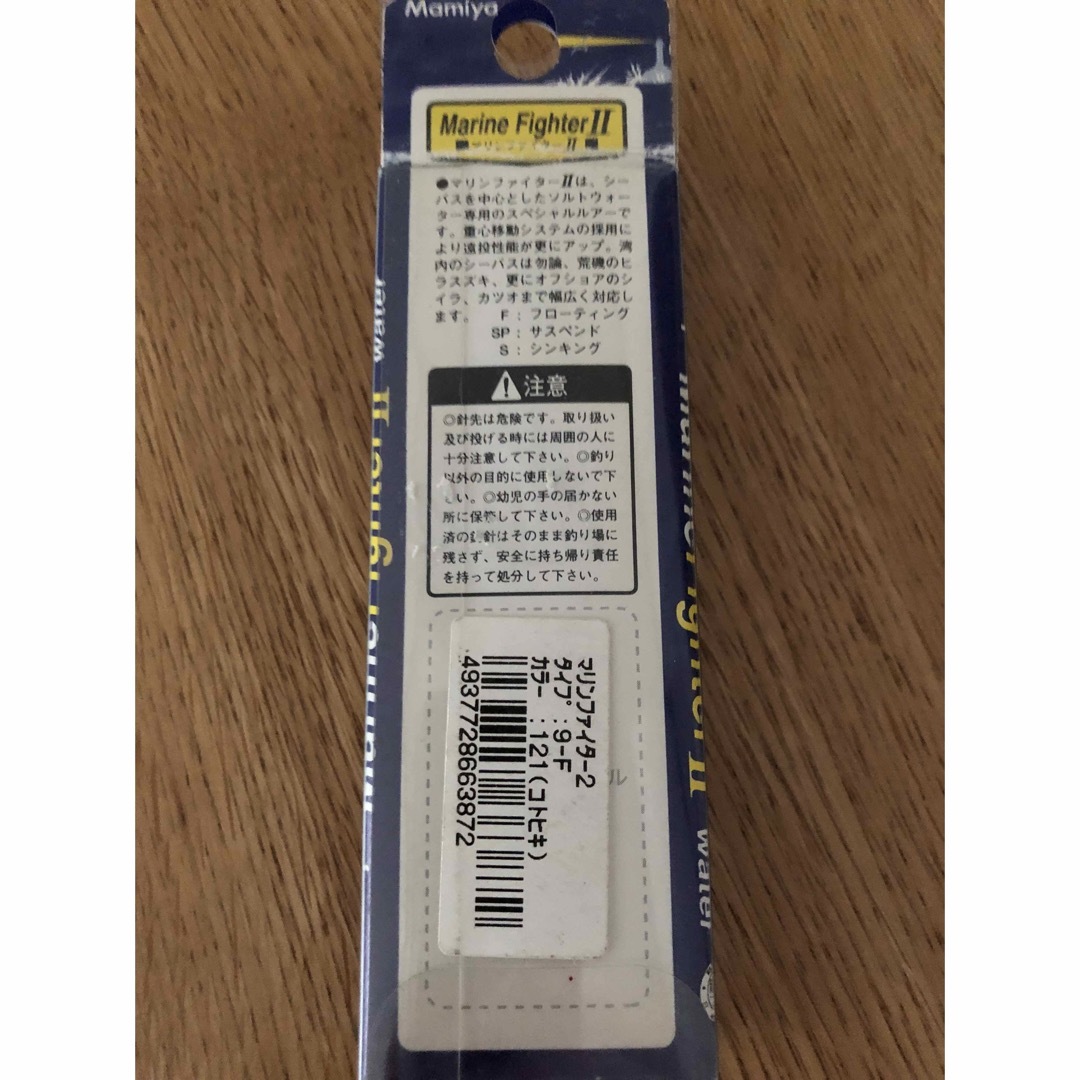 Mamiya
Marine Fighter II
マリンファイターII
●マリンファイターIIは、シー
バスを中心としたソルトウォー
ター専用のスペシャルルアーで
す。重心移動システムの採用に
より遠投性能が更にアップ。湾
内のシーバスは勿論、荒磯のヒ
ラスズキ、更にオフショアのシ
イラ、カツオまで幅広く対応し
ます。 F : フローティング
SP : サスペンド
S : シンキング
注意
◎針先は危険です。取り扱い
及び投げる時には周囲の人に
十分注意して下さい。◎釣り
以外の目的に使用しないで下
さい。◎幼児の手の届かない
所に保管して下さい。◎使用
済の釣針はそのまま釣り場に
残さず、安全に持ち帰り責任
を持って処分して下さい。
マリンファイター2
タイプ :9-F
カラー :121(コトヒキ)
4937728663872
ル
Marine Fighter II water
Marine Fighter II water